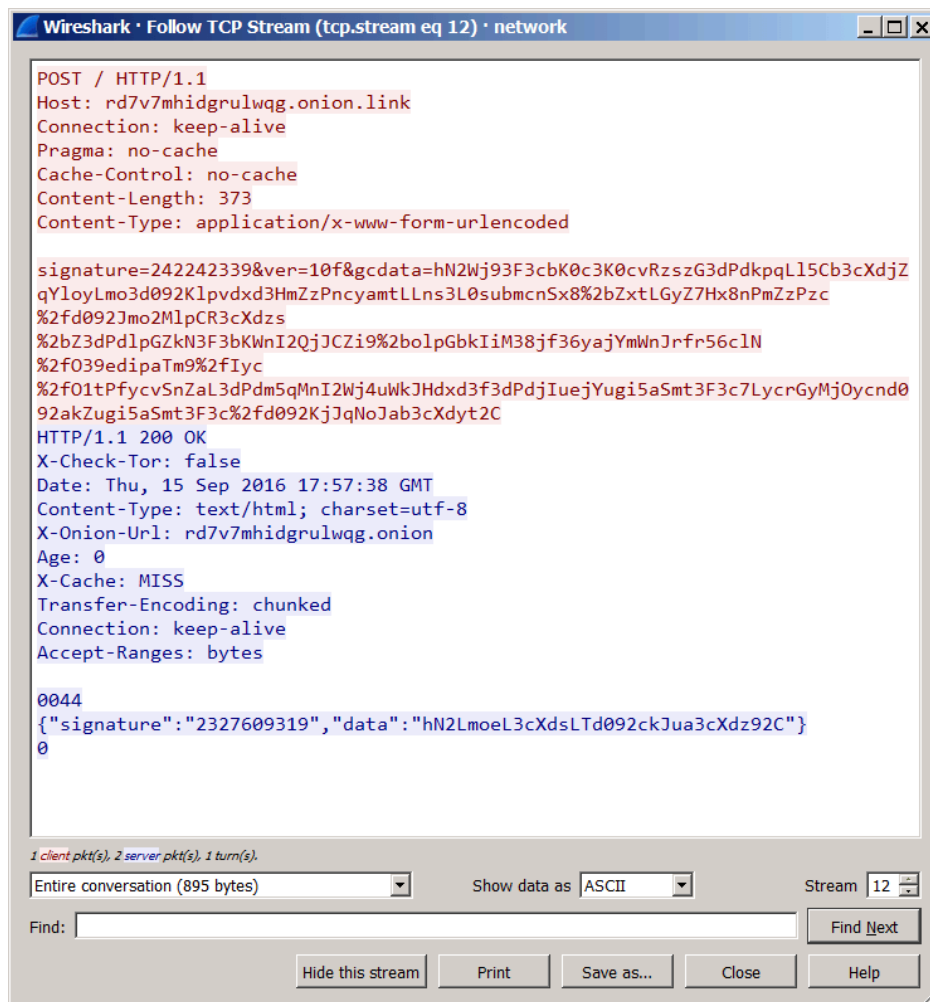 Wireshark · Follow TCP Stream (tcp.stream eq 12) · network
POST / HTTP/1.1
Host: rd7v7mhidgrulwqg.onion.link
Connection: keep-alive
Pragma: no-cache
Cache-Control: no-cache
Content-Length: 373
Content-Type: application/x-www-form-urlencoded
signature=242242339&ver=10f&gcdata=hN2Wj93F3cbK0c3K0cvRzszG3dPdkpqLl5Cb3cXdjZ
qYloyLmo3d092Klpvdxd3HmZzPncyamtLLns3L0submcnSx8%2bZxtLGyZ7Hx8nPmZzPzc
%2fd092Jmo2MlpCR3cXdzs
%2bZ3dPdlpGZkN3F3bKWnI2QjJCZi9%2bolpGbkIiM38jf36yajYmWnJrfr56clN
%2fO39edipaTm9%2fIyc
%2fO1tPfycvSnZaL3dPdm5qMnI2Wj4uWkJHdxd3f3dPdjIuejYugi5aSmt3F3c7LycrGyMjOycnd0
92akZugi5aSmt3F3c%2fd092KjJqNoJab3cXdyt2C
HTTP/1.1 200 OK
X-Check-Tor: false
Date: Thu, 15 Sep 2016 17:57:38 GMT
Content-Type: text/html; charset=utf-8
X-Onion-Url: rd7v7mhidgrulwqg.onion
Age: 0
X-Cache: MISS
Transfer-Encoding: chunked
Connection: keep-alive
Accept-Ranges: bytes
0044
{"signature":"2327609319","data":"hN2LmoeL3cXdsLTd092ckJua3cXdz92C"}
0
1 client pkt(s), 2 server pkt(s), 1 turn(s).
Entire conversation (895 bytes) Show data as ASCII Stream 12
Find: Find Next
Hide this stream Print Save as... Close Help